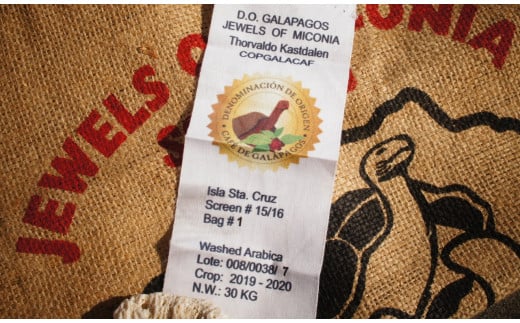 D.O. GALAPAGOS
JEWELS OF MICONIA
Thorvaldo Kastdalen
COPGALACAF
DENOMINACIÓN DE ORIGEN
CAFÉ DE GALÁPAGOS
Isla Sta. Cruz
Screen # 15/16
Bag # 1
Washed Arabica
Lote: 008/0038/ 7
Crop: 2019 - 2020
N.W.: 30 KG
JEWELS O
ICONIA